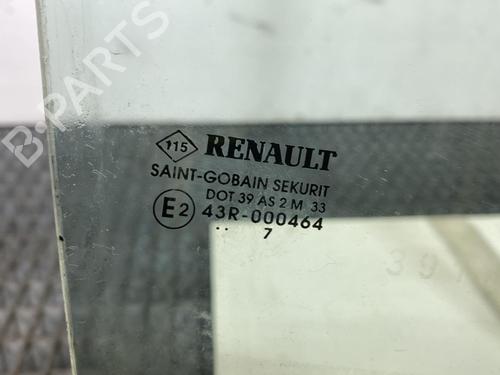 B-PARTS
115 RENAULT
SAINT-GOBAIN SEKURIT
DOT 39 AS 2 M 33
E2 43R-000464
.. 7